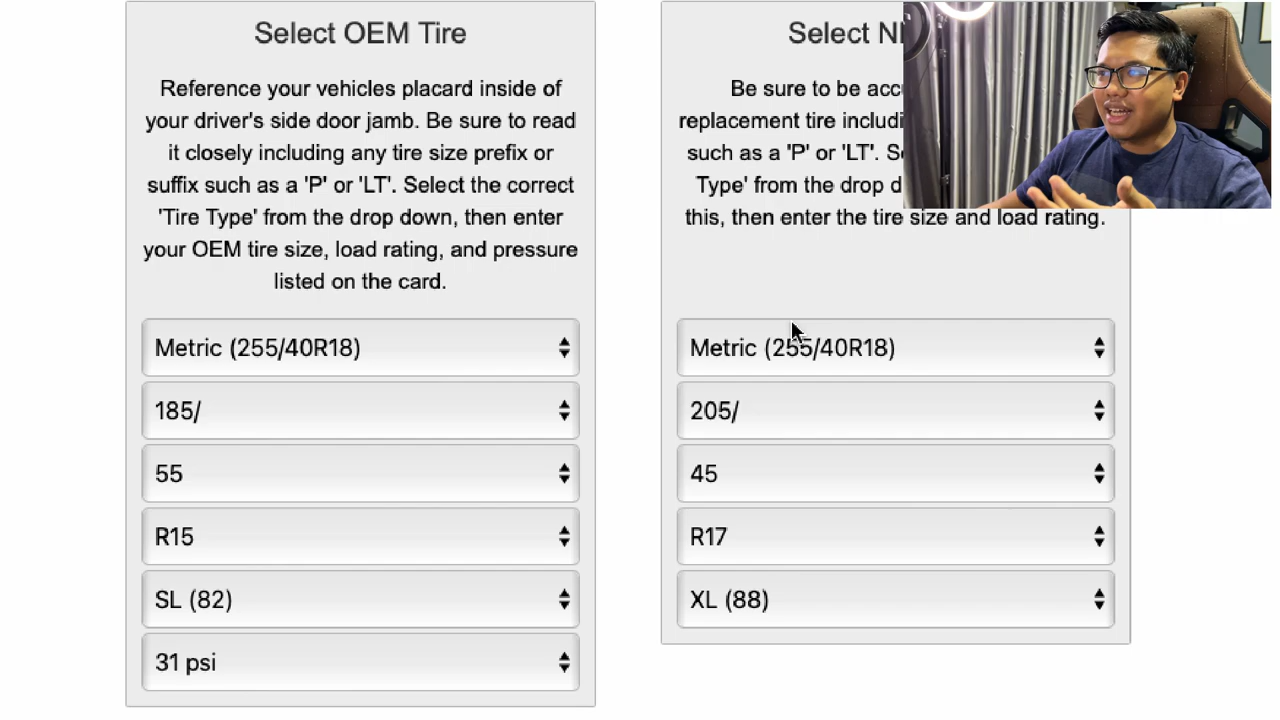 Select OEM Tire
Reference your vehicles placard inside of
your driver's side door jamb. Be sure to read
it closely including any tire size prefix or
suffix such as a 'P' or 'LT'. Select the correct
'Tire Type' from the drop down, then enter
your OEM tire size, load rating, and pressure
listed on the card.
Metric (255/40R18)
185/
55
R15
SL (82)
31 psi
Select
Be sure to be
replacement tire
such as a 'P' or 'LT'.
Type' from the drop
this, then enter the tire size and load rating.
Metric (255/40R18)
205/
45
R17
XL (88)